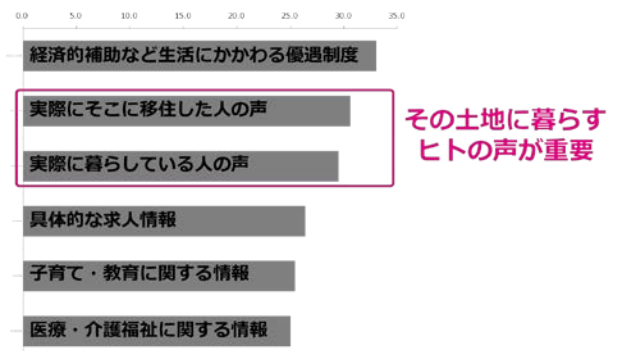 0.0 5.0 10.0 15.0 20.0 25.0 30.0 35.0
経済的補助など生活にかかわる優遇制度
実際にそこに移住した人の声
実際に暮らしている人の声
その土地に暮らす
ヒトの声が重要
具体的な求人情報
子育て・教育に関する情報
医療・介護福祉に関する情報